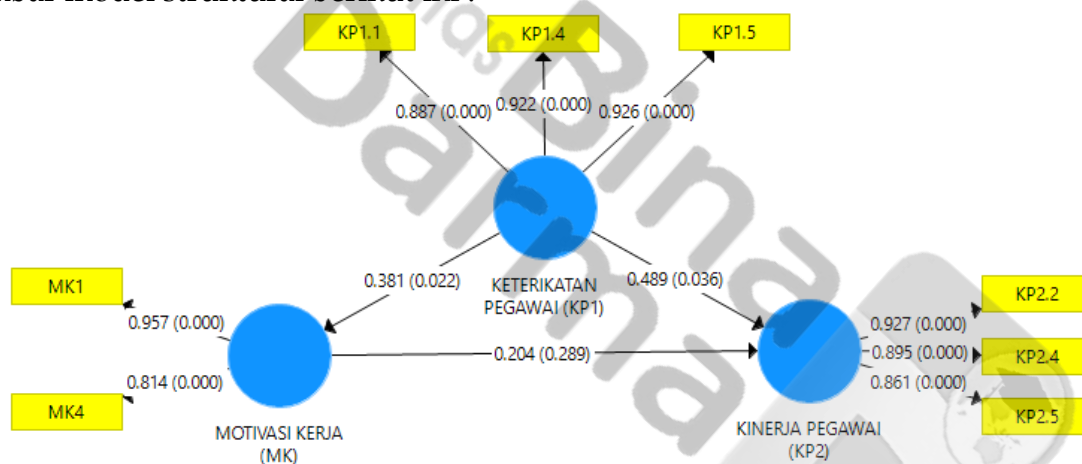 KP1.1
KP1.4
KP1.5
0.887 (0.000)
0.922 (0.000)
0.926 (0.000)
KETERIKATAN
PEGAWAI (KP1)
0.381 (0.022)
0.489 (0.036)
MK1
0.957 (0.000)
0.814 (0.000)
MK4
MOTIVASI KERJA
(MK)
0.204 (0.289)
KINERJA PEGAWAI
(KP2)
0.927 (0.000)
0.895 (0.000)
0.861 (0.000)
KP2.2
KP2.4
KP2.5
Bina
Darma